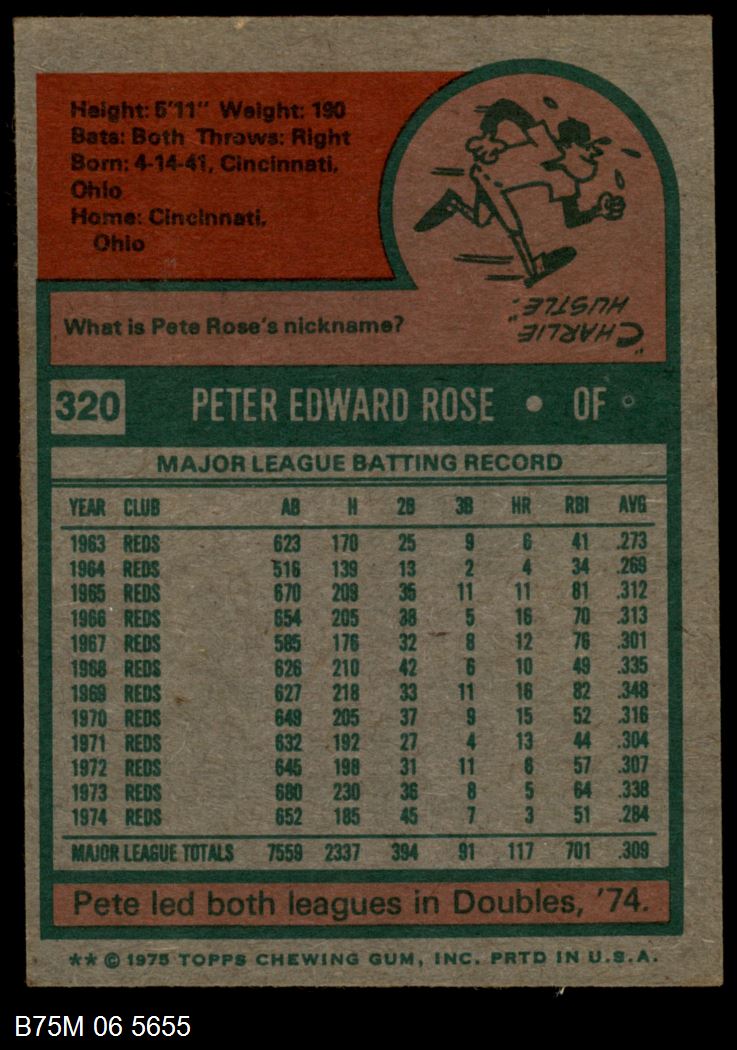 Height: 5'11" Weight: 190
Bats: Both Throws: Right
Born: 4-14-41, Cincinnati,
Ohio
Home: Cincinnati,
Ohio
What is Pete Rose's nickname?
"CHARLIE
HUSTLE"
320 PETER EDWARD ROSE • OF
MAJOR LEAGUE BATTING RECORD
YEAR CLUB AB H 2B 3B HR RBI AVG
1963 REDS 623 170 25 9 6 41 .273
1964 REDS 516 139 13 2 4 34 .269
1965 REDS 670 209 35 11 11 81 .312
1966 REDS 654 205 38 5 16 70 .313
1967 REDS 585 176 32 8 12 76 .301
1968 REDS 626 210 42 6 10 49 .335
1969 REDS 627 218 33 11 16 82 .348
1970 REDS 649 205 37 9 15 52 .316
1971 REDS 632 192 27 4 13 44 .304
1972 REDS 645 198 31 11 6 57 .307
1973 REDS 680 230 36 8 5 64 .338
1974 REDS 652 185 45 7 3 51 .284
MAJOR LEAGUE TOTALS 7559 2337 394 91 117 701 .309
Pete led both leagues in Doubles, '74.
** © 1975 TOPPS CHEWING GUM, INC. PRTD IN U.S.A.
B75M 06 5655